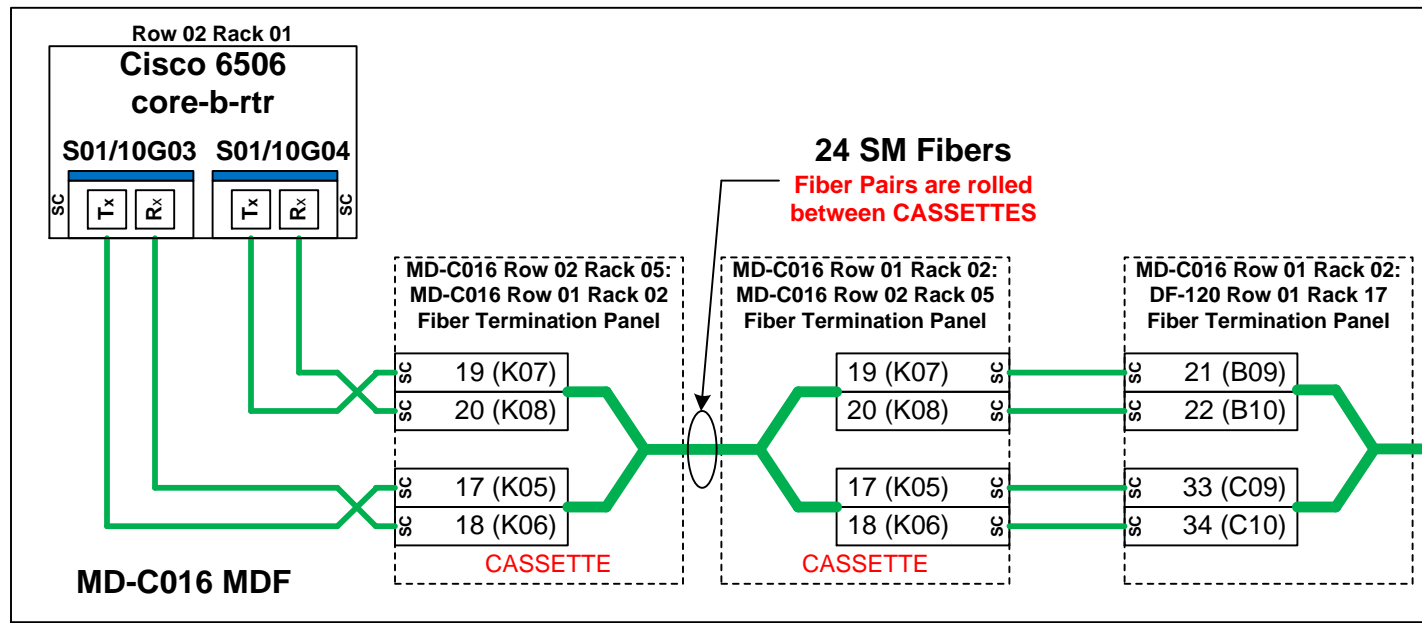 Row 02 Rack 01
Cisco 6506
core-b-rtr
S01/10G03
S01/10G04
SC
Tx
Rx
Tx
Rx
SC
24 SM Fibers
Fiber Pairs are rolled
between CASSETTES
MD-C016 Row 02 Rack 05:
MD-C016 Row 01 Rack 02
Fiber Termination Panel
SC
19 (K07)
SC
20 (K08)
SC
17 (K05)
SC
18 (K06)
CASSETTE
MD-C016 Row 01 Rack 02:
MD-C016 Row 02 Rack 05
Fiber Termination Panel
19 (K07)
SC
20 (K08)
SC
17 (K05)
SC
18 (K06)
SC
CASSETTE
MD-C016 Row 01 Rack 02:
DF-120 Row 01 Rack 17
Fiber Termination Panel
SC
21 (B09)
SC
22 (B10)
SC
33 (C09)
SC
34 (C10)
MD-C016 MDF